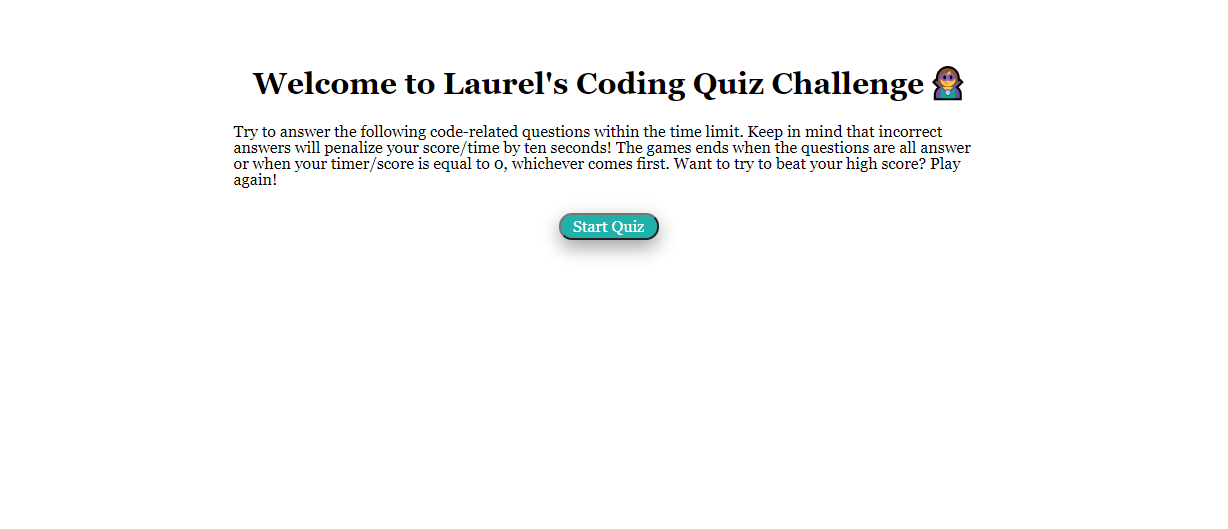 Welcome to Laurel's Coding Quiz Challenge
Try to answer the following code-related questions within the time limit. Keep in mind that incorrect
answers will penalize your score/time by ten seconds! The games ends when the questions are all answer
or when your timer/score is equal to 0, whichever comes first. Want to try to beat your high score? Play
again!
Start Quiz